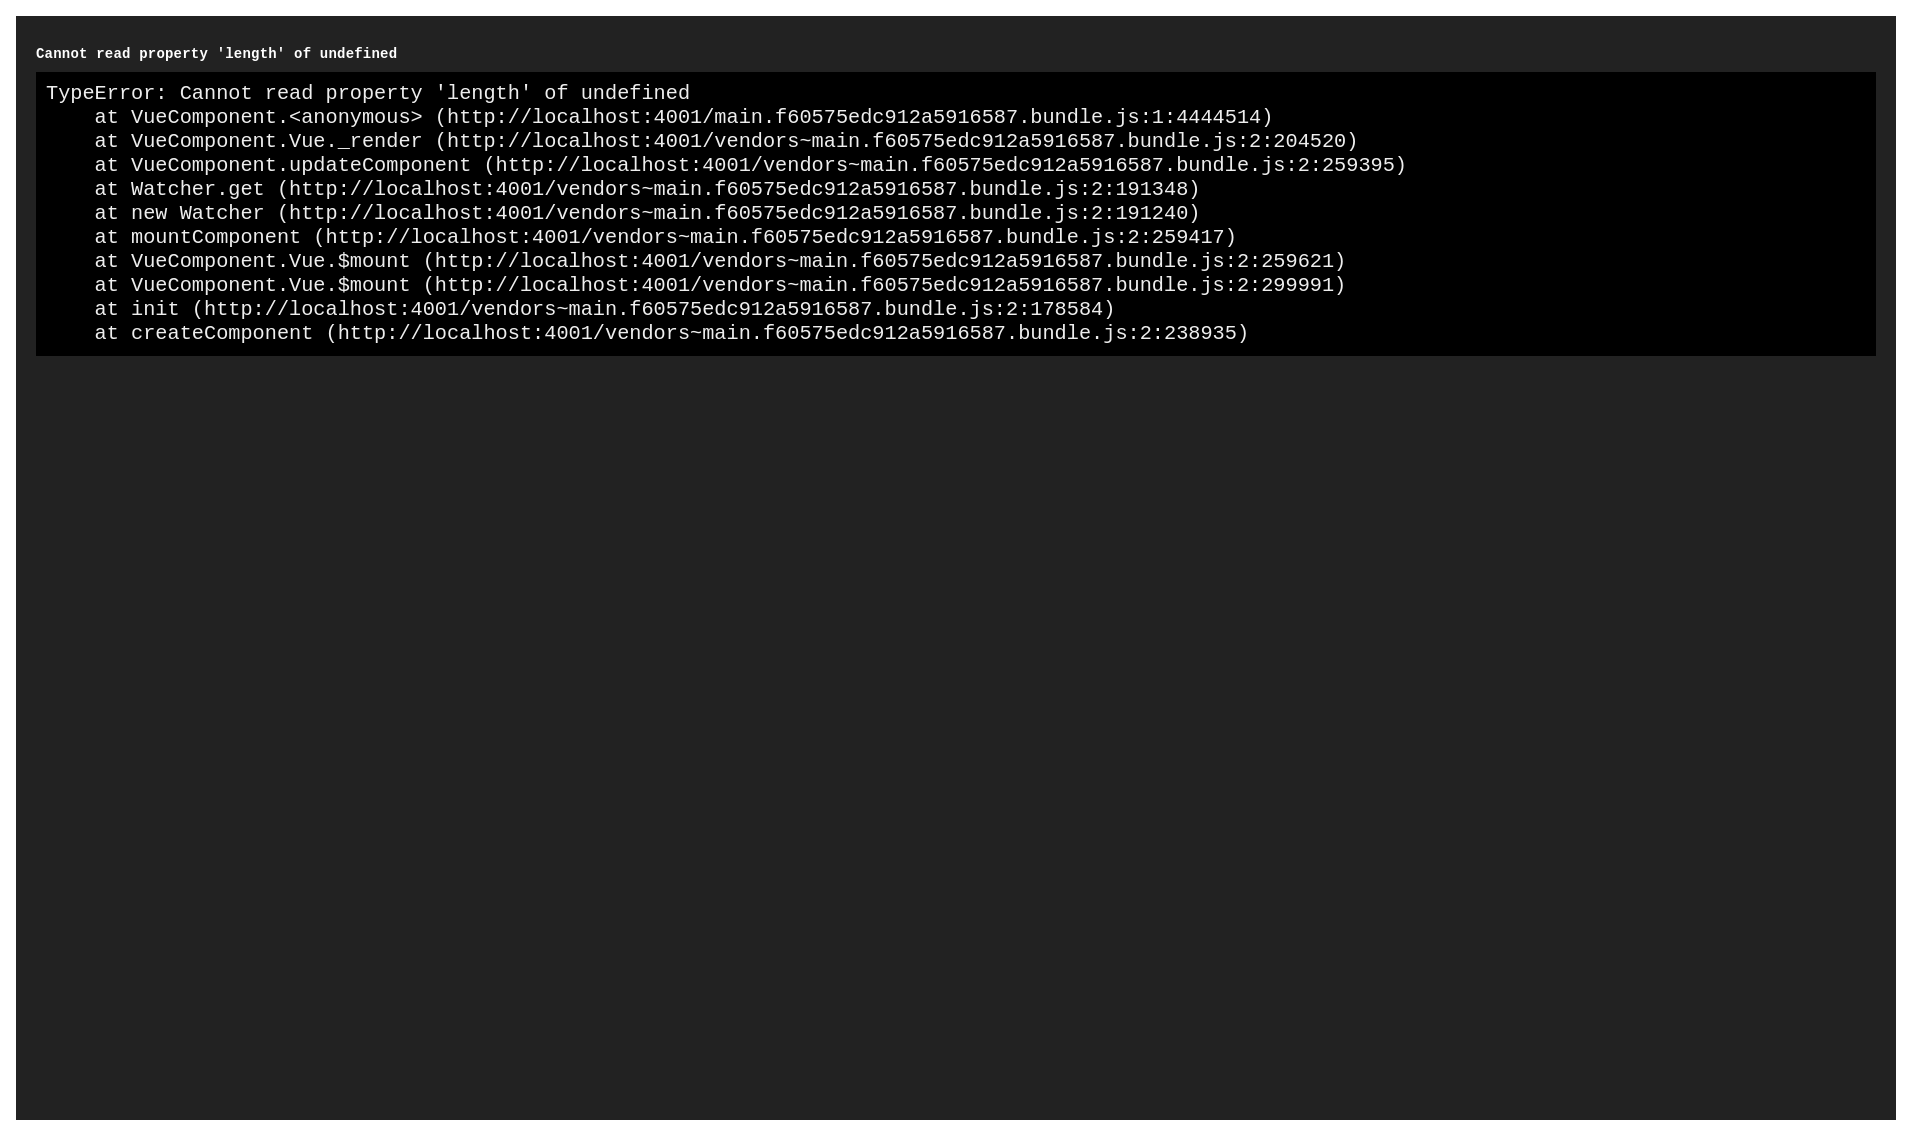 Cannot read property 'length' of undefined
TypeError: Cannot read property 'length' of undefined
    at VueComponent.<anonymous> (http://localhost:4001/main.f60575edc912a5916587.bundle.js:1:4444514)
    at VueComponent.Vue._render (http://localhost:4001/vendors~main.f60575edc912a5916587.bundle.js:2:204520)
    at VueComponent.updateComponent (http://localhost:4001/vendors~main.f60575edc912a5916587.bundle.js:2:259395)
    at Watcher.get (http://localhost:4001/vendors~main.f60575edc912a5916587.bundle.js:2:191348)
    at new Watcher (http://localhost:4001/vendors~main.f60575edc912a5916587.bundle.js:2:191240)
    at mountComponent (http://localhost:4001/vendors~main.f60575edc912a5916587.bundle.js:2:259417)
    at VueComponent.Vue.$mount (http://localhost:4001/vendors~main.f60575edc912a5916587.bundle.js:2:259621)
    at VueComponent.Vue.$mount (http://localhost:4001/vendors~main.f60575edc912a5916587.bundle.js:2:299991)
    at init (http://localhost:4001/vendors~main.f60575edc912a5916587.bundle.js:2:178584)
    at createComponent (http://localhost:4001/vendors~main.f60575edc912a5916587.bundle.js:2:238935)